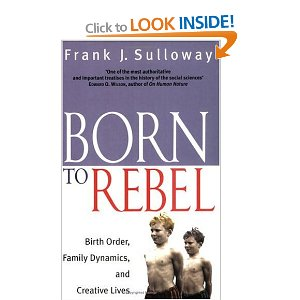 Click to LOOK INSIDE!
Frank J. Sulloway
'One of the most authoritative
and important treatises in the history of the social sciences'
EDWARD O. WILSON, author of On Human Nature
BORN
TO REBEL
Birth Order,
Family Dynamics,
and
Creative Lives
Copyrighted Material